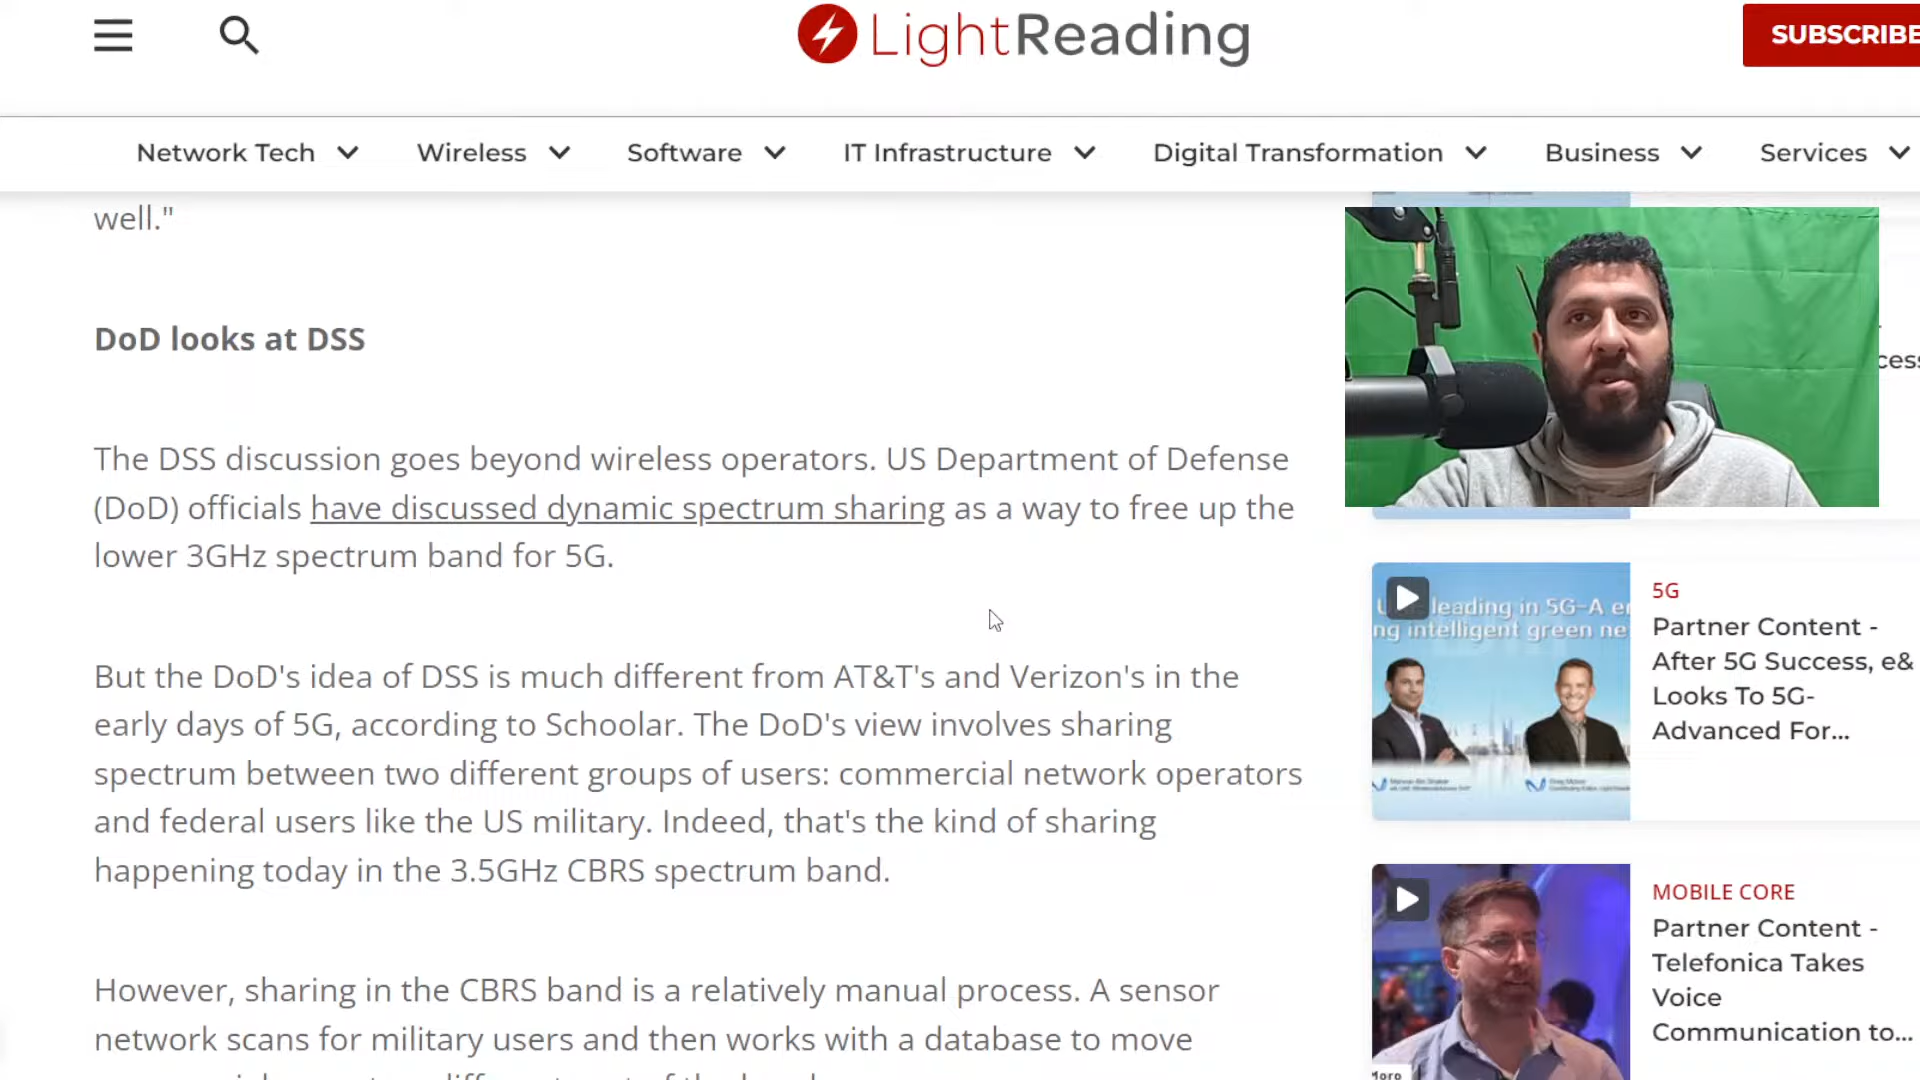 LightReading
SUBSCRIBE
Network Tech
Wireless
Software
IT Infrastructure
Digital Transformation
Business
Services
well."
DoD looks at DSS
The DSS discussion goes beyond wireless operators. US Department of Defense
(DoD) officials have discussed dynamic spectrum sharing as a way to free up the
lower 3GHz spectrum band for 5G.
But the DoD's idea of DSS is much different from AT&T's and Verizon's in the
early days of 5G, according to Schoolar. The DoD's view involves sharing
spectrum between two different groups of users: commercial network operators
and federal users like the US military. Indeed, that's the kind of sharing
happening today in the 3.5GHz CBRS spectrum band.
However, sharing in the CBRS band is a relatively manual process. A sensor
network scans for military users and then works with a database to move
leading in 5G-A
intelligent green
5G
Partner Content -
After 5G Success, e&
Looks To 5G-
Advanced For...
MOBILE CORE
Partner Content -
Telefonica Takes
Voice
Communication to...